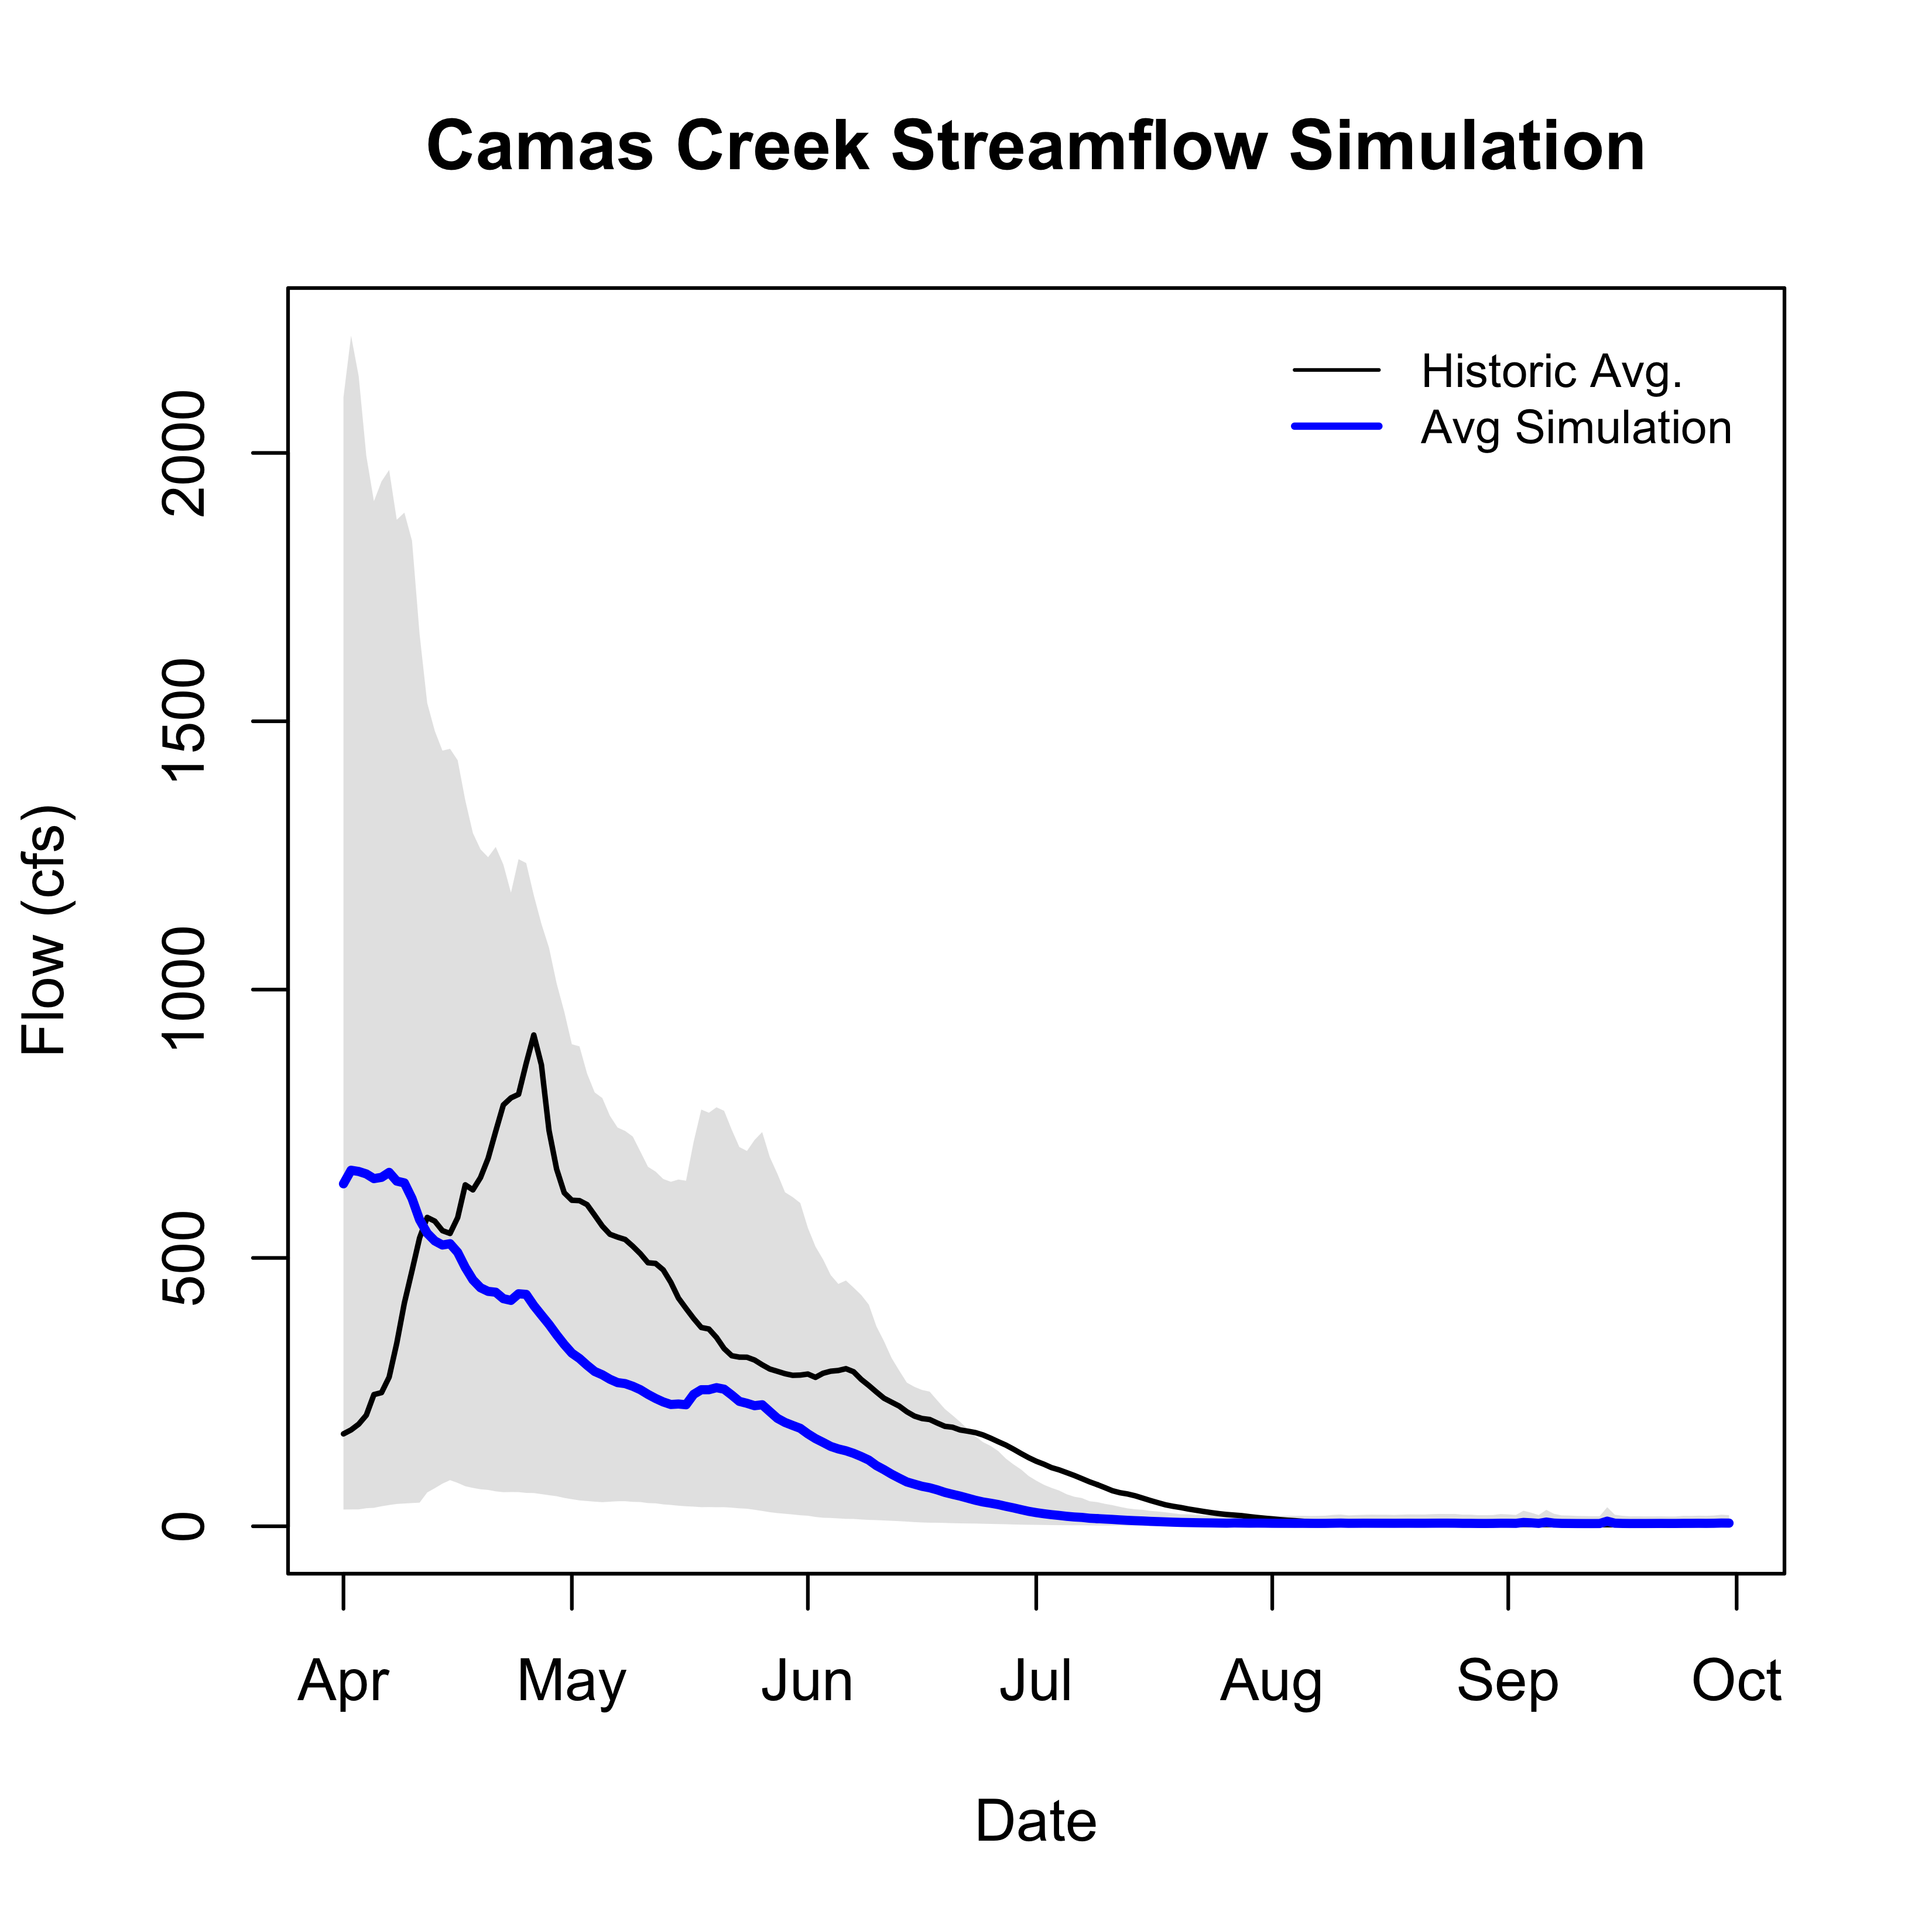 Camas Creek Streamflow Simulation
Historic Avg.
Avg Simulation
Flow (cfs)
2000
1500
1000
500
0
Apr May Jun Jul Aug Sep Oct
Date